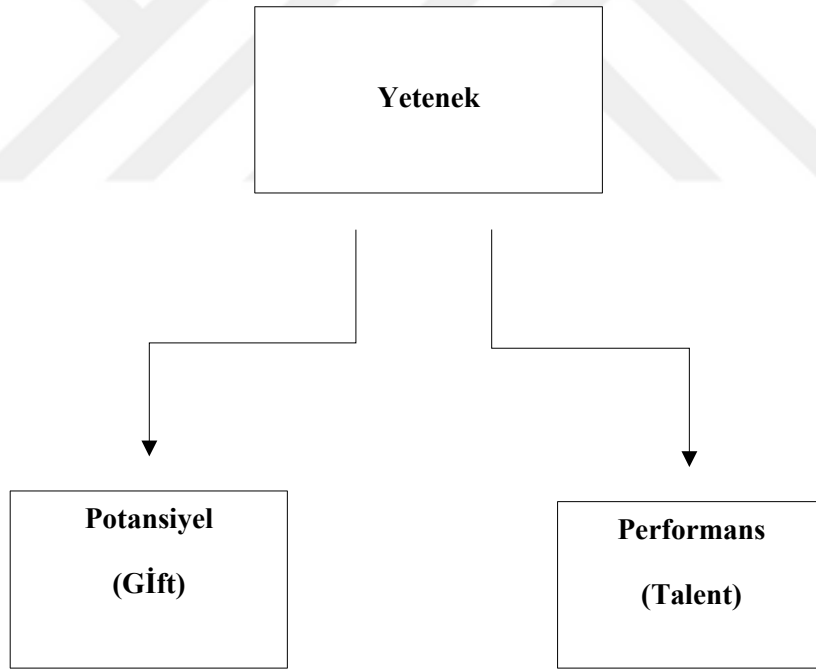 Yetenek
Potansiyel
(Gİft)
Performans
(Talent)